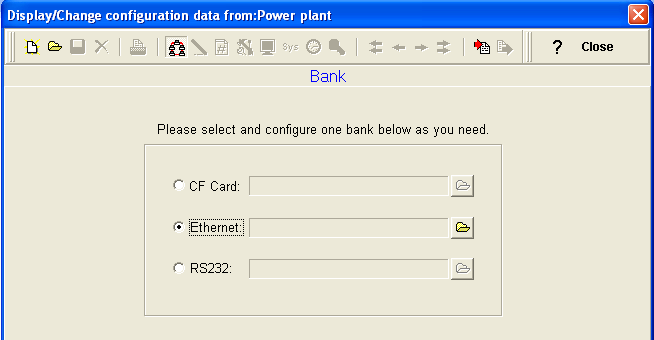 Display/Change configuration data from:Power plant
Sys ? Close
Bank
Please select and configure one bank below as you need.
CF Card:
Ethernet:
RS232: